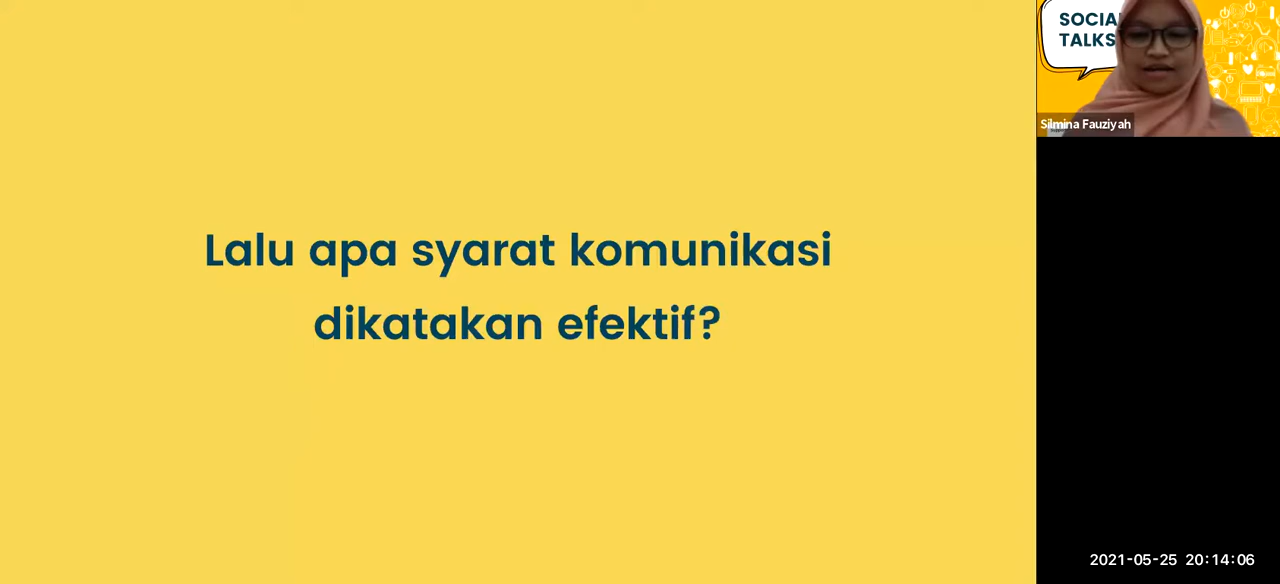 Lalu apa syarat komunikasi
dikatakan efektif?
SOCIA
TALKS
Silmina Fauziyah
2021-05-25 20:14:06